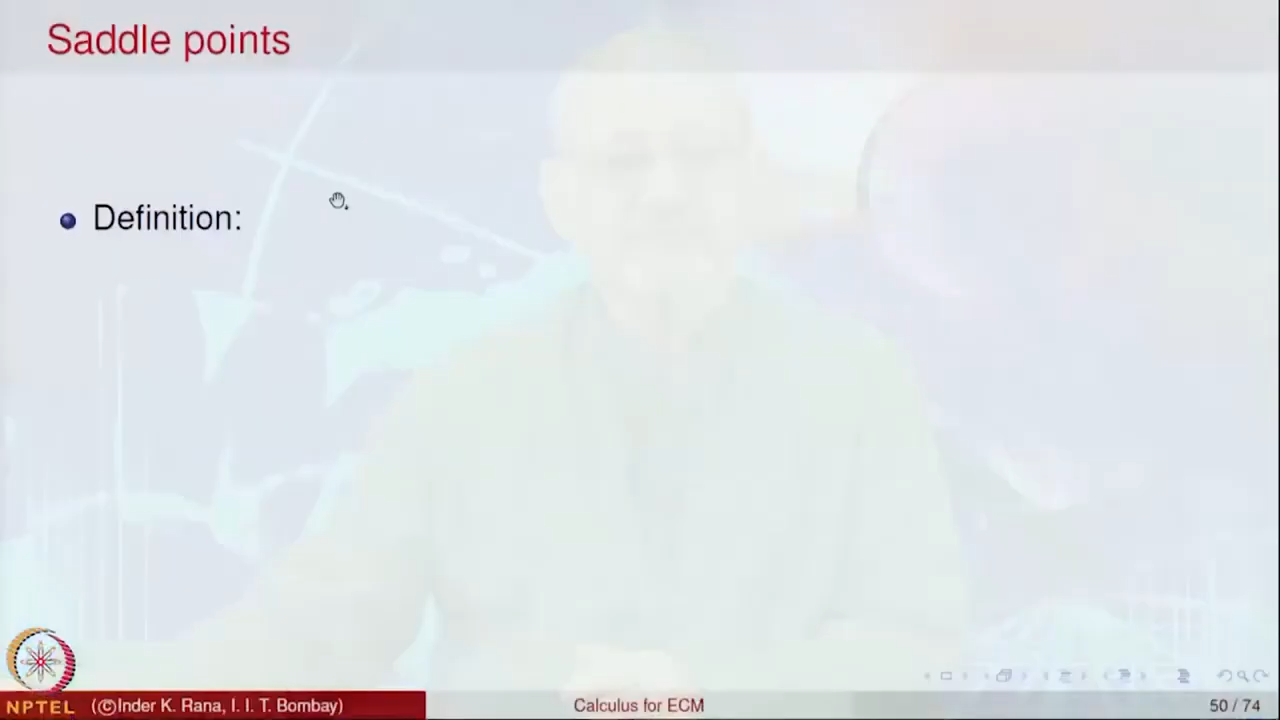 Saddle points
Definition:
NPTEL (©Inder K. Rana, I. I. T. Bombay) Calculus for ECM 50 / 74